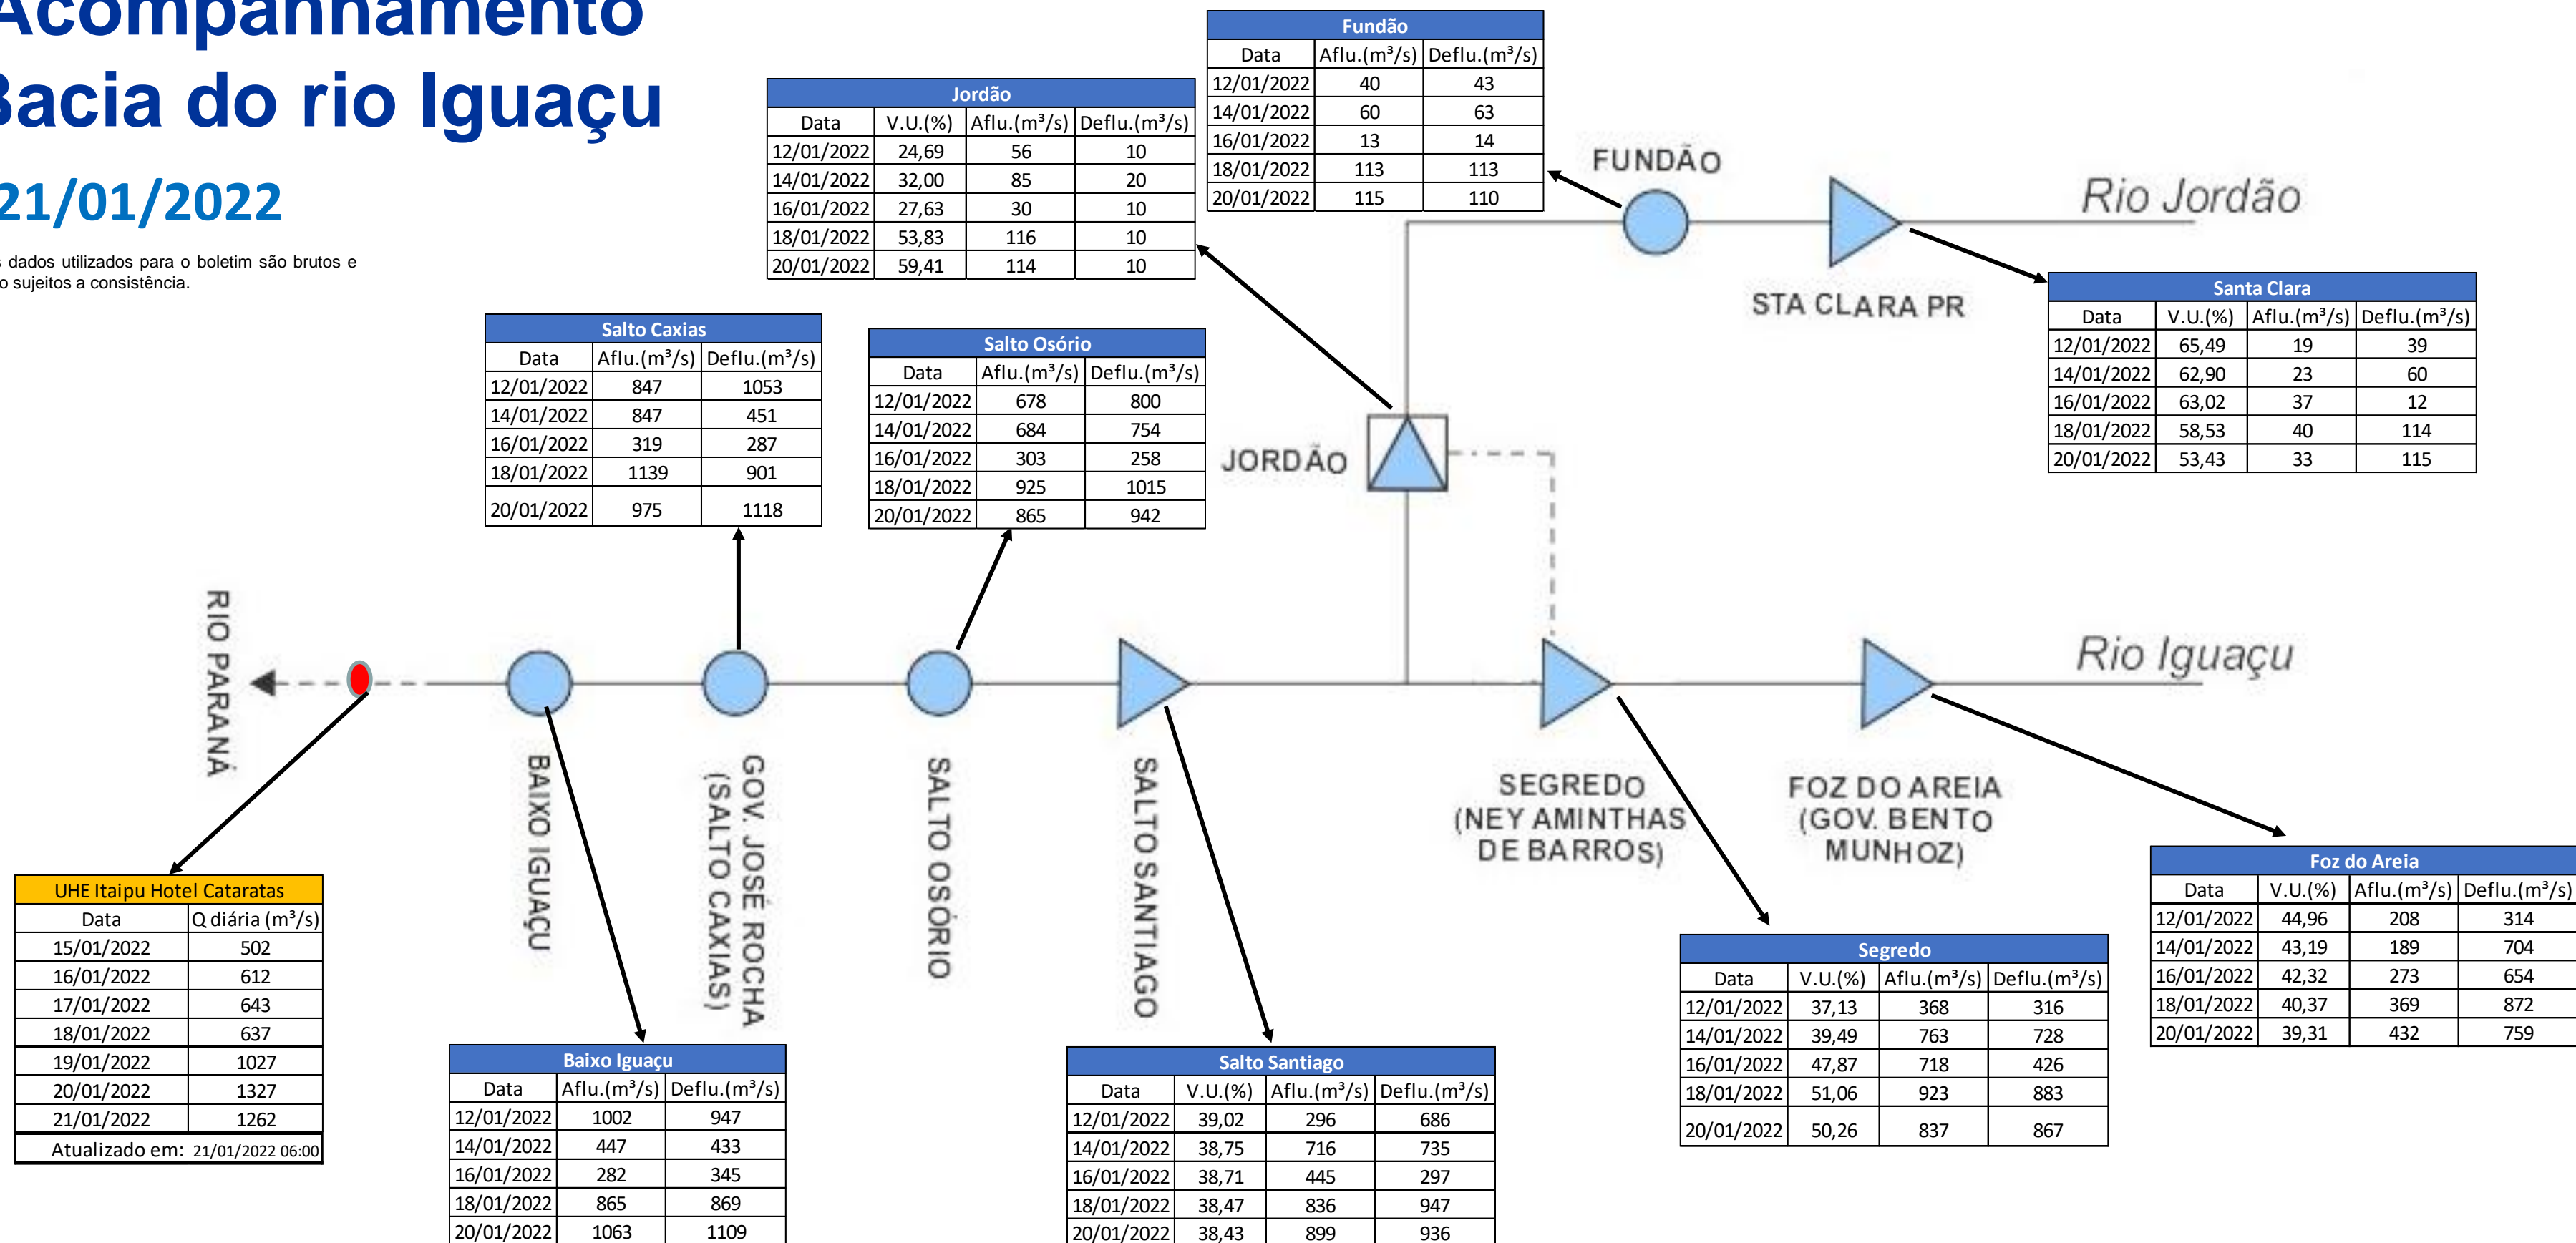 Acompanhamento
Bacia do rio Iguaçu
21/01/2022
dados utilizados para o boletim são brutos e
sujeitos a consistência.
Fundão
Data Aflu.(m³/s) Deflu.(m³/s)
12/01/2022 40 43
14/01/2022 60 63
16/01/2022 13 14
18/01/2022 113 113
20/01/2022 115 110
Jordão
Data V.U.(%) Aflu.(m³/s) Deflu.(m³/s)
12/01/2022 24,69 56 10
14/01/2022 32,00 85 20
16/01/2022 27,63 30 10
18/01/2022 53,83 116 10
20/01/2022 59,41 114 10
FUNDÃO
Rio Jordão
STA CLARA PR
Santa Clara
Data V.U.(%) Aflu.(m³/s) Deflu.(m³/s)
12/01/2022 65,49 19 39
14/01/2022 62,90 23 60
16/01/2022 63,02 37 12
18/01/2022 58,53 40 114
20/01/2022 53,43 33 115
Salto Caxias
Data Aflu.(m³/s) Deflu.(m³/s)
12/01/2022 847 1053
14/01/2022 847 451
16/01/2022 319 287
18/01/2022 1139 901
20/01/2022 975 1118
Salto Osório
Data Aflu.(m³/s) Deflu.(m³/s)
12/01/2022 678 800
14/01/2022 684 754
16/01/2022 303 258
18/01/2022 925 1015
20/01/2022 865 942
JORDÃO
RIO PARANÁ
Rio Iguaçu
BAIXO IGUAÇU
GOV. JOSÉ ROCHA
(SALTO CAXIAS)
SALTO OSÓRIO
SALTO SANTIAGO
SEGREDO
(NEY AMINTHAS
DE BARROS)
FOZ DO AREIA
(GOV. BENTO
MUNHOZ)
UHE Itaipu Hotel Cataratas
Data Q diária (m³/s)
15/01/2022 502
16/01/2022 612
17/01/2022 643
18/01/2022 637
19/01/2022 1027
20/01/2022 1327
21/01/2022 1262
Atualizado em: 21/01/2022 06:00
Baixo Iguaçu
Data Aflu.(m³/s) Deflu.(m³/s)
12/01/2022 1002 947
14/01/2022 447 433
16/01/2022 282 345
18/01/2022 865 869
20/01/2022 1063 1109
Salto Santiago
Data V.U.(%) Aflu.(m³/s) Deflu.(m³/s)
12/01/2022 39,02 296 686
14/01/2022 38,75 716 735
16/01/2022 38,71 445 297
18/01/2022 38,47 836 947
20/01/2022 38,43 899 936
Segredo
Data V.U.(%) Aflu.(m³/s) Deflu.(m³/s)
12/01/2022 37,13 368 316
14/01/2022 39,49 763 728
16/01/2022 47,87 718 426
18/01/2022 51,06 923 883
20/01/2022 50,26 837 867
Foz do Areia
Data V.U.(%) Aflu.(m³/s) Deflu.(m³/s)
12/01/2022 44,96 208 314
14/01/2022 43,19 189 704
16/01/2022 42,32 273 654
18/01/2022 40,37 369 872
20/01/2022 39,31 432 759